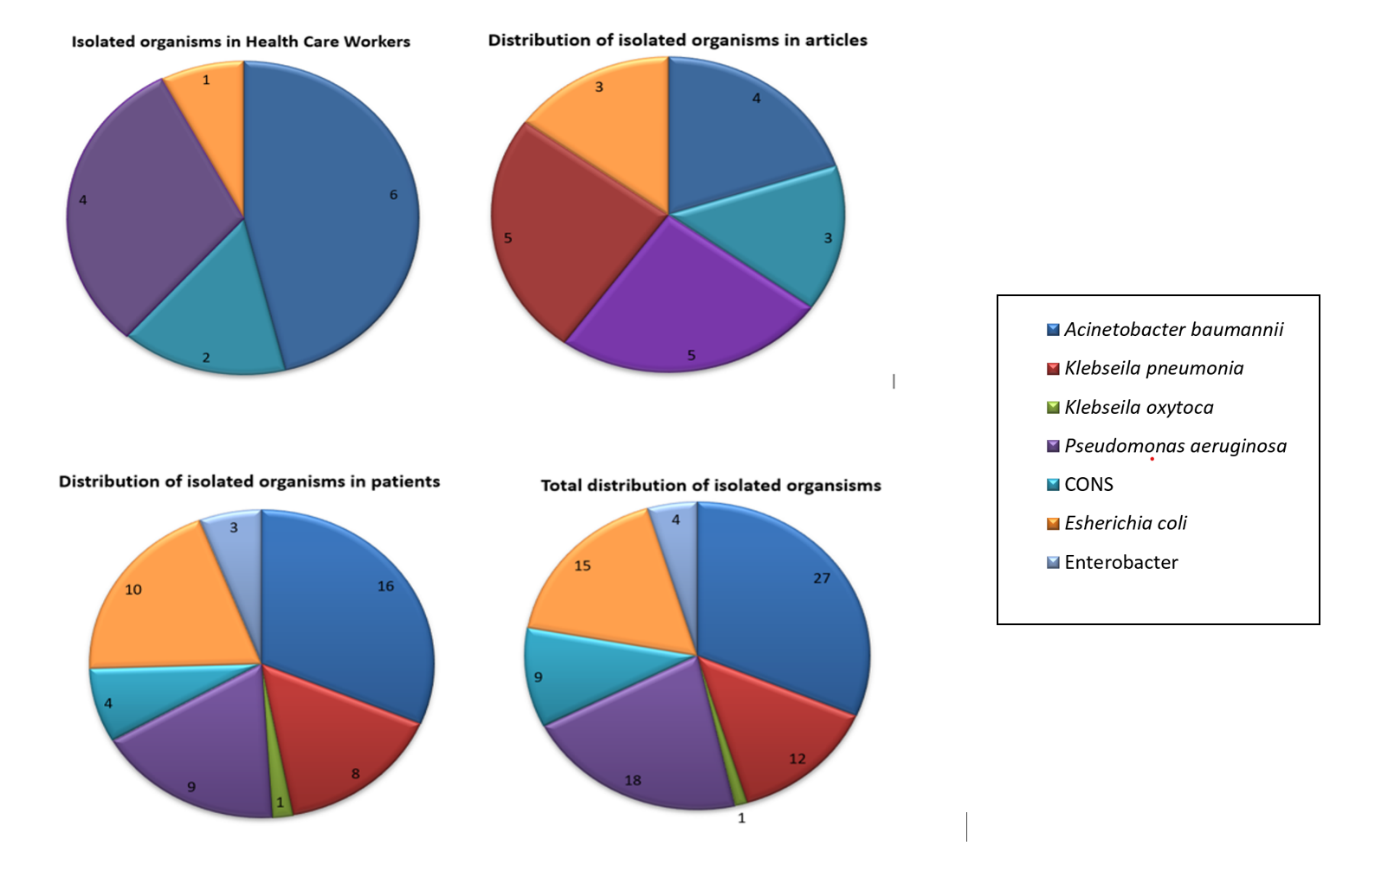 Isolated organisms in Health Care Workers
1
6
4
2
Distribution of isolated organisms in articles
3
4
5
3
5
Distribution of isolated organisms in patients
3
10
16
4
9
1
8
Total distribution of isolated organsisms
4
15
27
9
18
12
1
Acinetobacter baumannii
Klebseila pneumonia
Klebseila oxytoca
Pseudomonas aeruginosa
CONS
Esherichia coli
Enterobacter